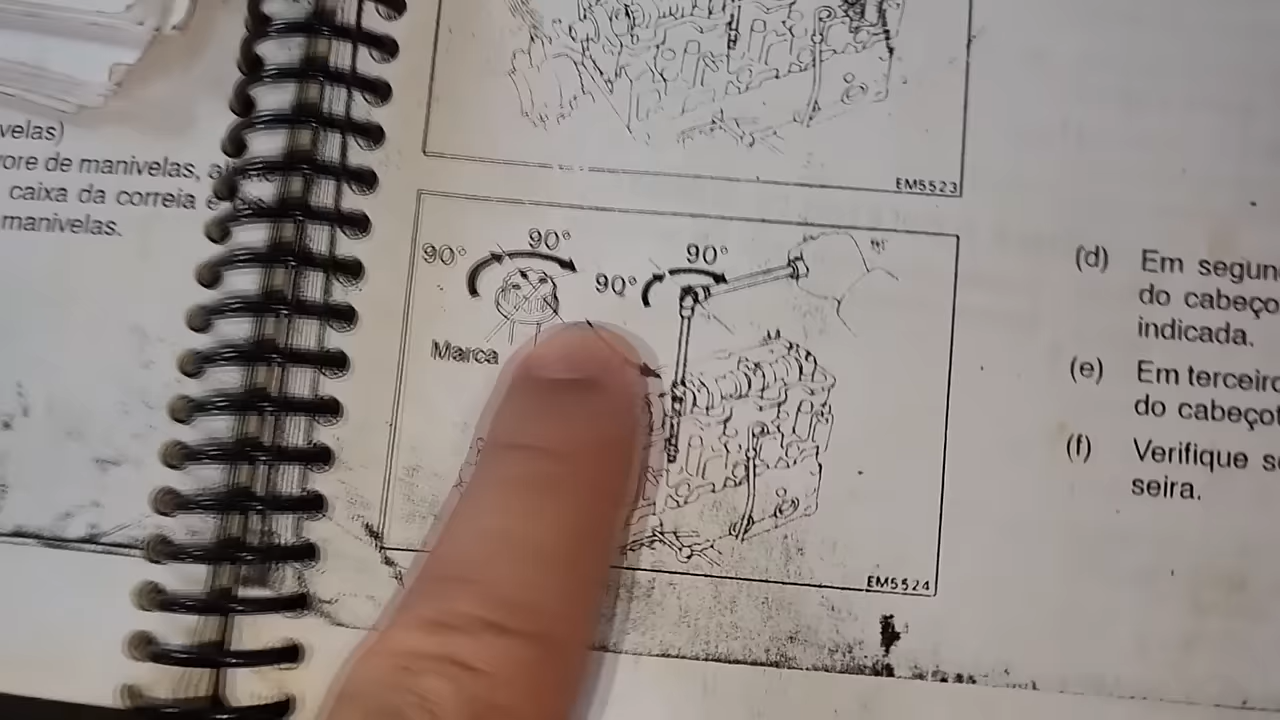 velas)
vore de manivelas,
caixa da correia e
manivelas.
EM5523
90° 90°
90° 90°
Marca
EM5524
(d) Em segun
do cabeço
indicada.
(e) Em terceiro
do cabeçot
(f) Verifique s
seira.